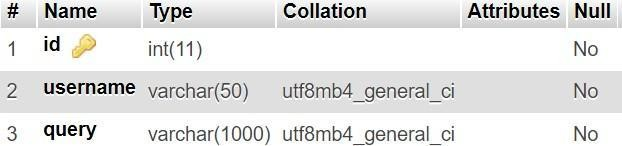 # Name Type Collation Attributes Null
1 id int(11) No
2 username varchar(50) utf8mb4_general_ci No
3 query varchar(1000) utf8mb4_general_ci No